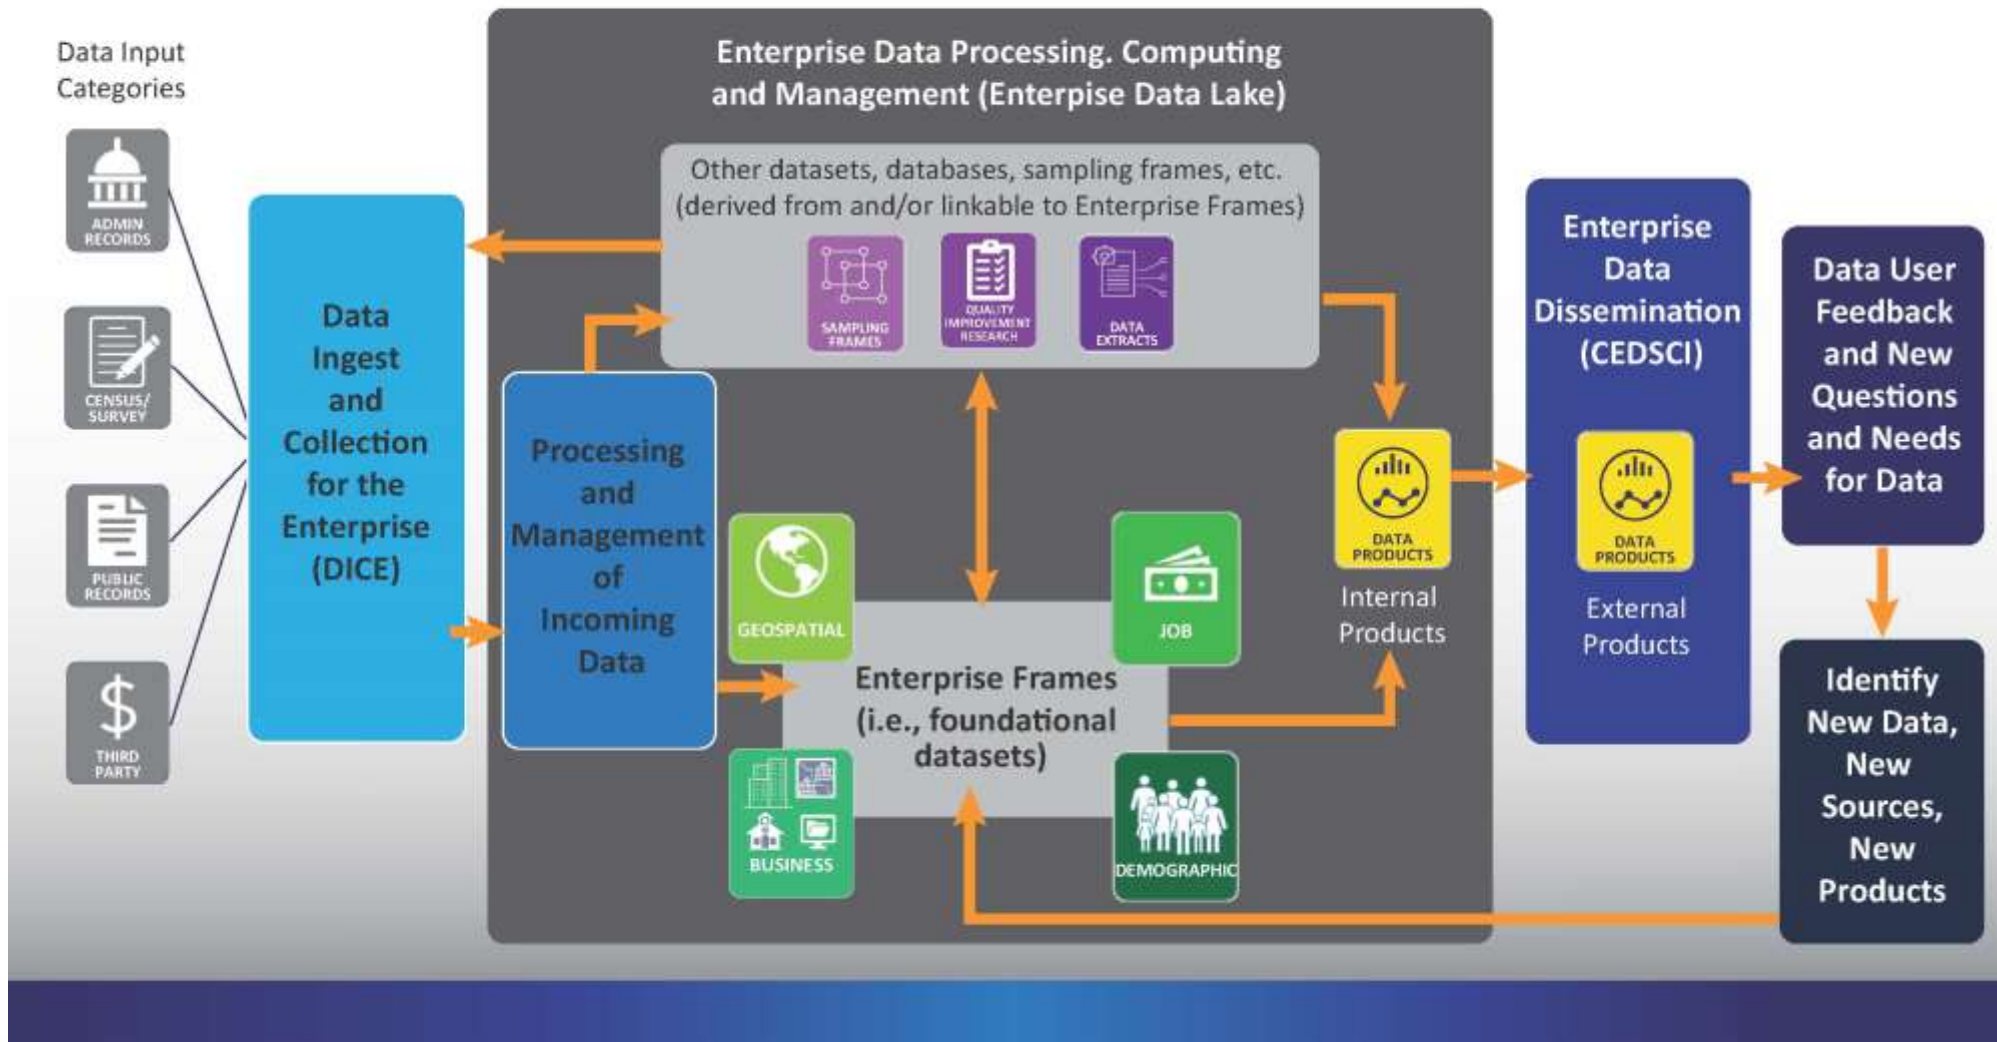 Data Input
Categories
ADMIN
RECORDS
CENSUS/
SURVEY
PUBLIC
RECORDS
THIRD
PARTY
Data
Ingest
and
Collection
for the
Enterprise
(DICE)
Enterprise Data Processing. Computing
and Management (Enterpise Data Lake)
Other datasets, databases, sampling frames, etc.
(derived from and/or linkable to Enterprise Frames)
SAMPLING
FRAMES
QUALITY
IMPROVEMENT
RESEARCH
DATA
EXTRACTS
Processing
and
Management
of
Incoming
Data
GEOSPATIAL
JOB
Enterprise Frames
(i.e., foundational
datasets)
BUSINESS
DEMOGRAPHIC
DATA
PRODUCTS
Internal
Products
Enterprise
Data
Dissemination
(CEDSCI)
DATA
PRODUCTS
External
Products
Data User
Feedback
and New
Questions
and Needs
for Data
Identify
New Data,
New
Sources,
New
Products